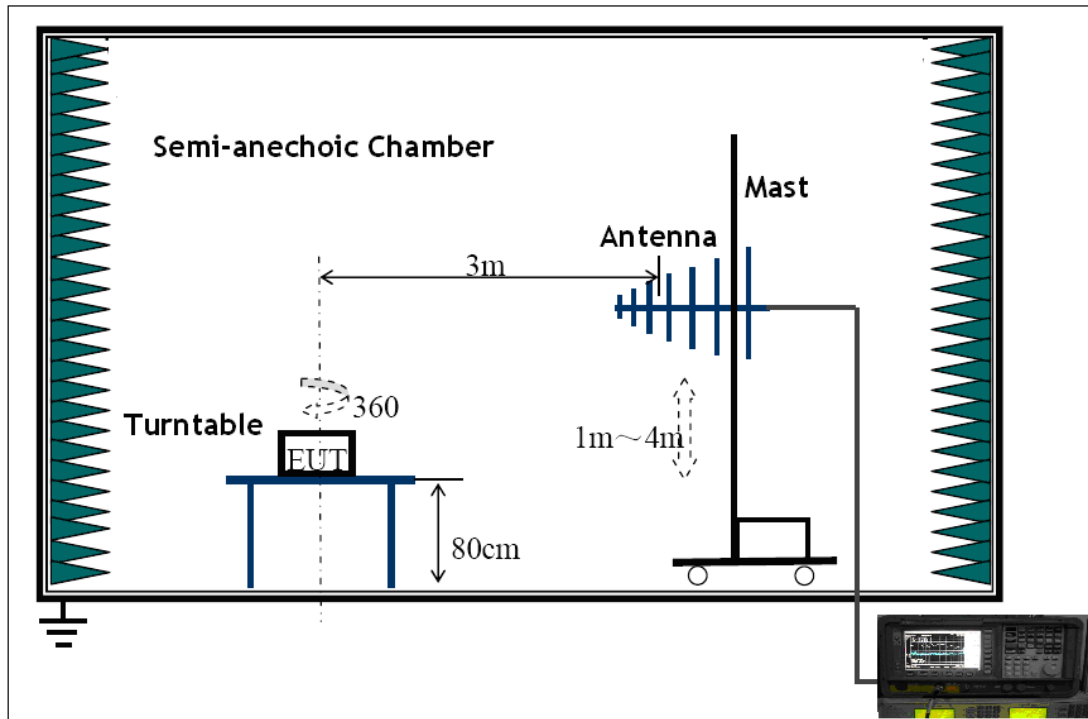 Semi-anechoic Chamber
Mast
Antenna
3m
360
Turntable
1m～4m
EUT
80cm